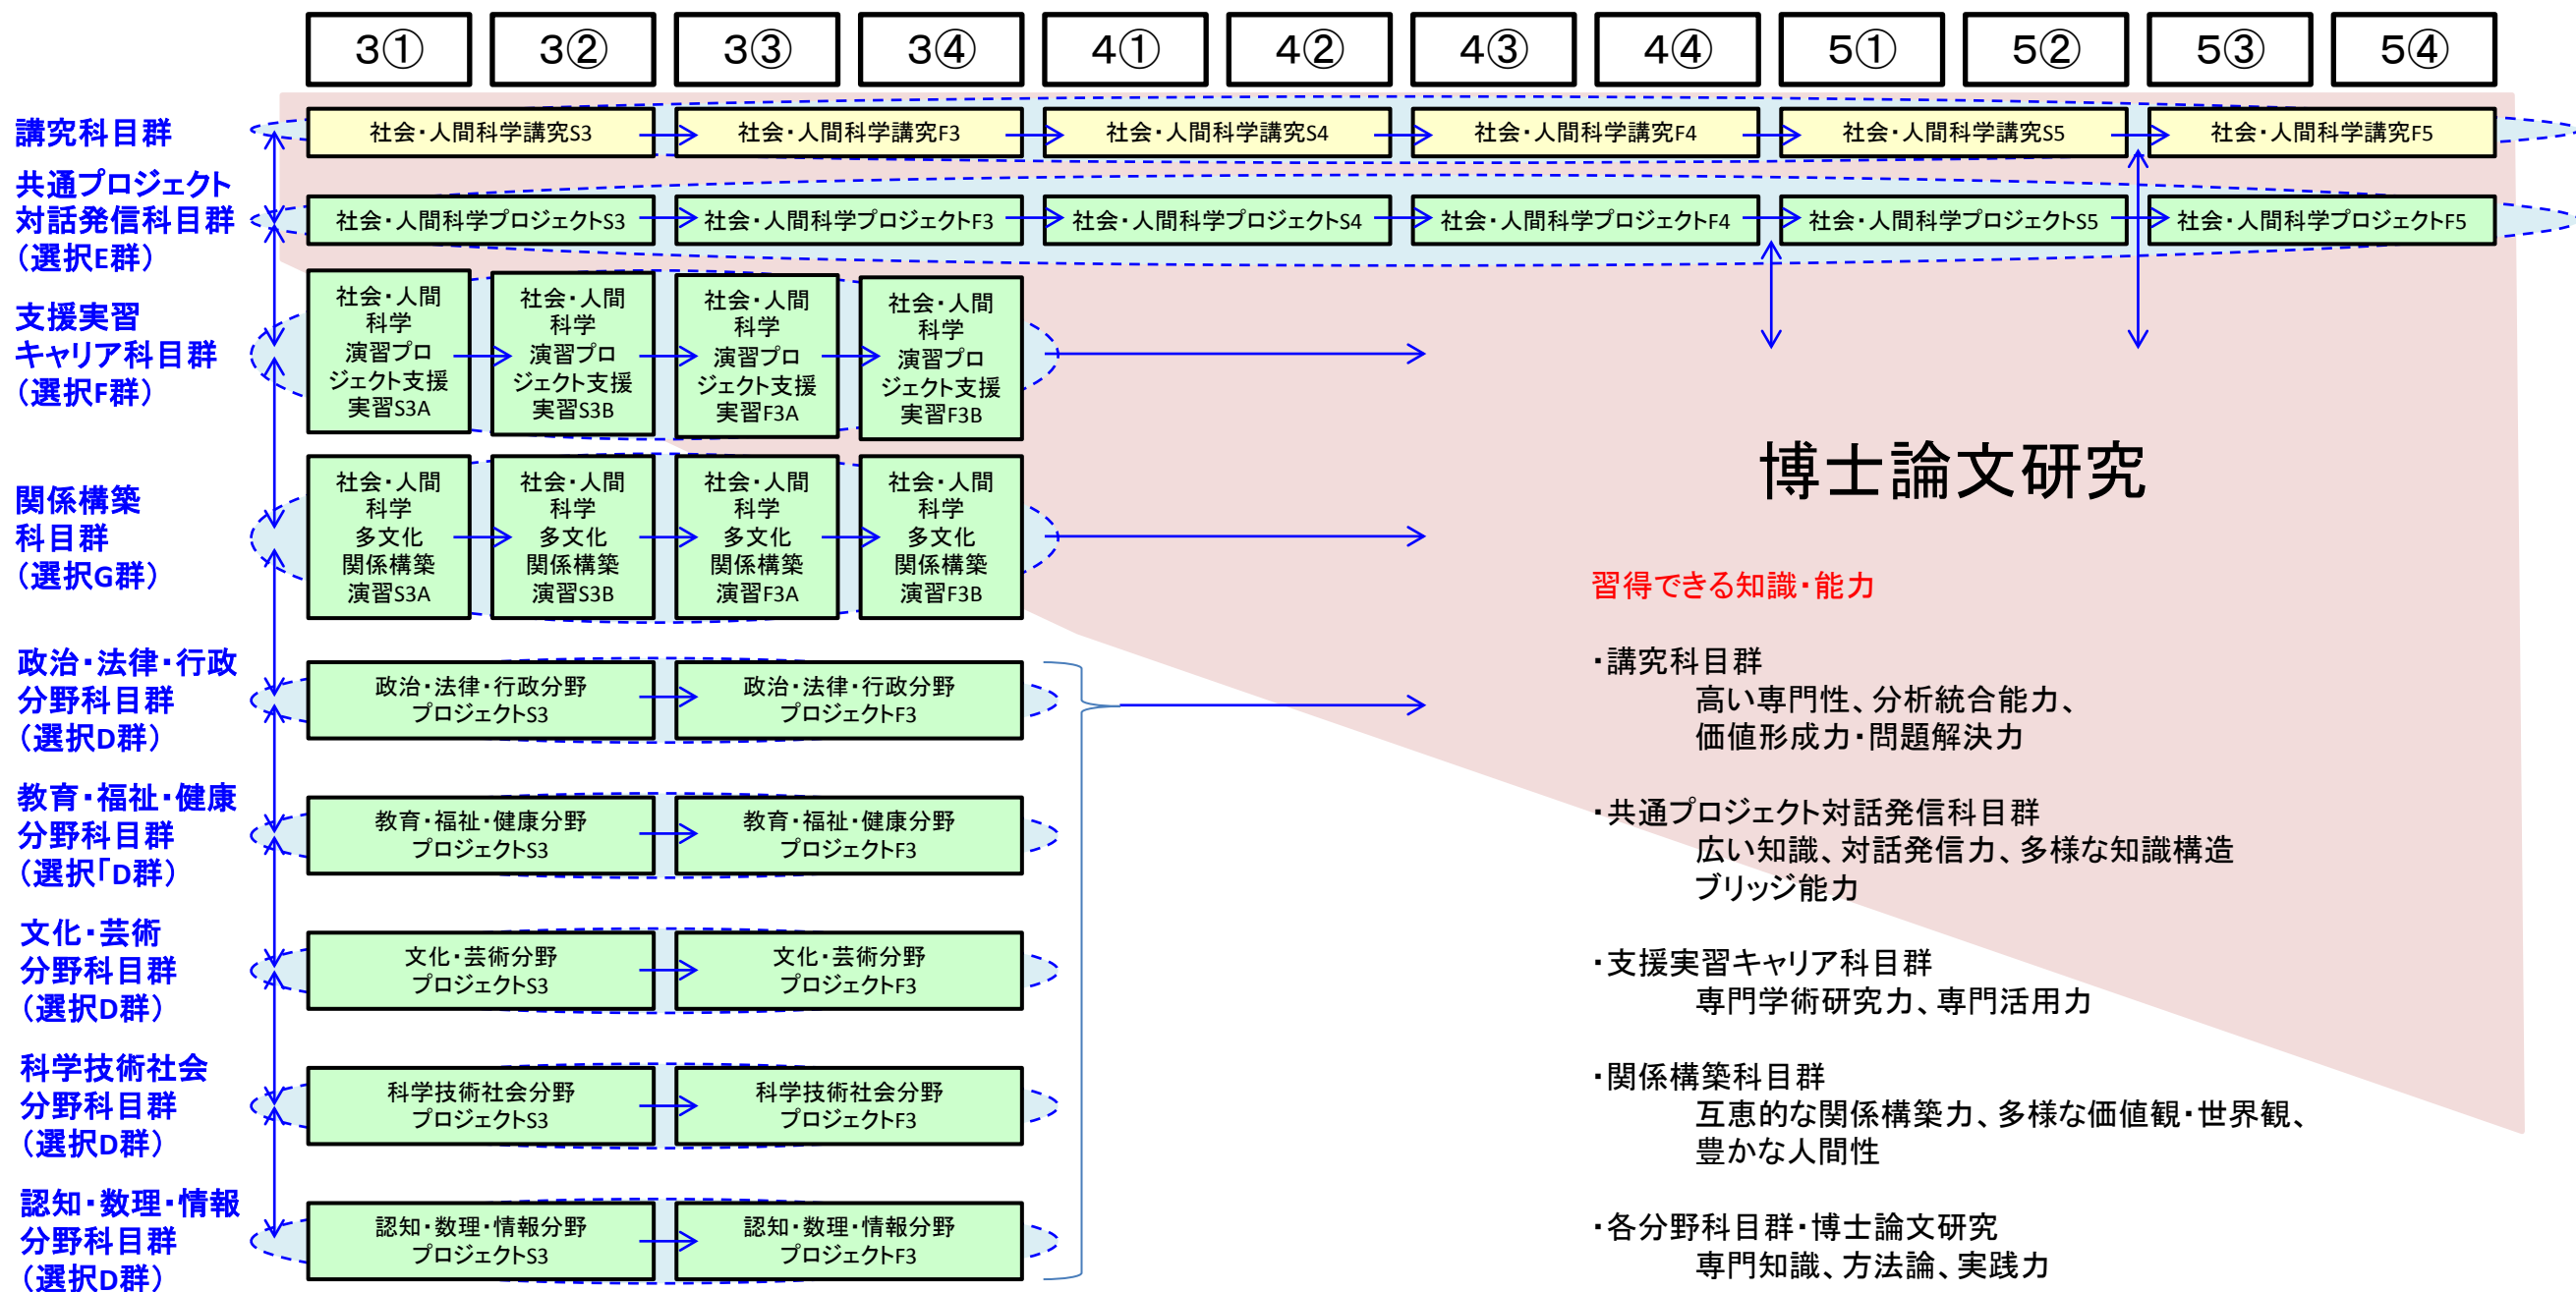 3① 3② 3③ 3④ 4① 4② 4③ 4④ 5① 5② 5③ 5④
講究科目群
社会・人間科学講究S3
社会・人間科学講究F3
社会・人間科学講究S4
社会・人間科学講究F4
社会・人間科学講究S5
社会・人間科学講究F5
共通プロジェクト
対話発信科目群
（選択E群）
社会・人間科学プロジェクトS3
社会・人間科学プロジェクトF3
社会・人間科学プロジェクトS4
社会・人間科学プロジェクトF4
社会・人間科学プロジェクトS5
社会・人間科学プロジェクトF5
支援実習
キャリア科目群
（選択F群）
社会・人間
科学
演習プロ
ジェクト支援
実習S3A
社会・人間
科学
演習プロ
ジェクト支援
実習S3B
社会・人間
科学
演習プロ
ジェクト支援
実習F3A
社会・人間
科学
演習プロ
ジェクト支援
実習F3B
関係構築
科目群
（選択G群）
社会・人間
科学
多文化
関係構築
演習S3A
社会・人間
科学
多文化
関係構築
演習S3B
社会・人間
科学
多文化
関係構築
演習F3A
社会・人間
科学
多文化
関係構築
演習F3B
政治・法律・行政
分野科目群
（選択D群）
政治・法律・行政分野
プロジェクトS3
政治・法律・行政分野
プロジェクトF3
教育・福祉・健康
分野科目群
（選択「D群）
教育・福祉・健康分野
プロジェクトS3
教育・福祉・健康分野
プロジェクトF3
文化・芸術
分野科目群
（選択D群）
文化・芸術分野
プロジェクトS3
文化・芸術分野
プロジェクトF3
科学技術社会
分野科目群
（選択D群）
科学技術社会分野
プロジェクトS3
科学技術社会分野
プロジェクトF3
認知・数理・情報
分野科目群
（選択D群）
認知・数理・情報分野
プロジェクトS3
認知・数理・情報分野
プロジェクトF3
博士論文研究
習得できる知識・能力
・講究科目群
高い専門性、分析統合能力、
価値形成力・問題解決力
・共通プロジェクト対話発信科目群
広い知識、対話発信力、多様な知識構造
ブリッジ能力
・支援実習キャリア科目群
専門学術研究力、専門活用力
・関係構築科目群
互恵的な関係構築力、多様な価値観・世界観、
豊かな人間性
・各分野科目群・博士論文研究
専門知識、方法論、実践力